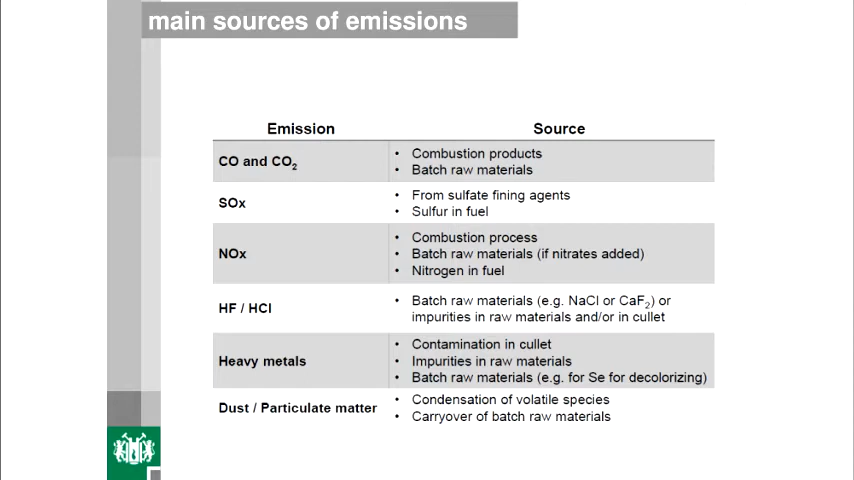 main sources of emissions
Emission Source
CO and CO2
• Combustion products
• Batch raw materials
SOx
• From sulfate fining agents
• Sulfur in fuel
NOx
• Combustion process
• Batch raw materials (if nitrates added)
• Nitrogen in fuel
HF / HCl
• Batch raw materials (e.g. NaCl or CaF2) or
impurities in raw materials and/or in cullet
Heavy metals
• Contamination in cullet
• Impurities in raw materials
• Batch raw materials (e.g. for Se for decolorizing)
Dust / Particulate matter
• Condensation of volatile species
• Carryover of batch raw materials